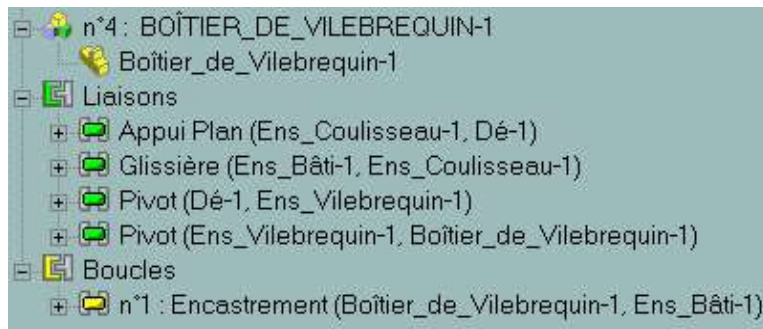 n°4 : BOÎTIER_DE_VILEBREQUIN-1
Boîtier_de_Vilebrequin-1
Liaisons
Appui Plan (Ens_Coulisseau-1, Dé-1)
Glissière (Ens_Bâti-1, Ens_Coulisseau-1)
Pivot (Dé-1, Ens_Vilebrequin-1)
Pivot (Ens_Vilebrequin-1, Boîtier_de_Vilebrequin-1)
Boucles
n°1 : Encastrement (Boîtier_de_Vilebrequin-1, Ens_Bâti-1)